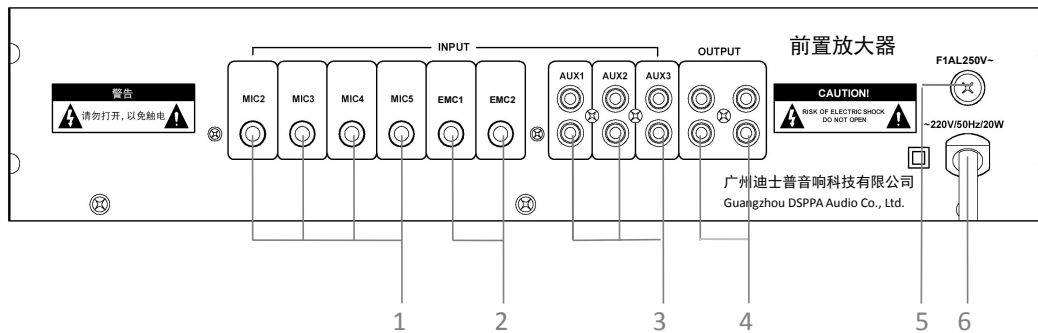 INPUT
OUTPUT
前置放大器
F1AL250V~
警告
请勿打开，以免触电
MIC2
MIC3
MIC4
MIC5
EMC1
EMC2
AUX1
AUX2
AUX3
CAUTION!
RISK OF ELECTRIC SHOCK
DO NOT OPEN
~220V/50Hz/20W
广州迪士普音响科技有限公司
Guangzhou DSPPA Audio Co., Ltd.
1
2
3
4
5
6